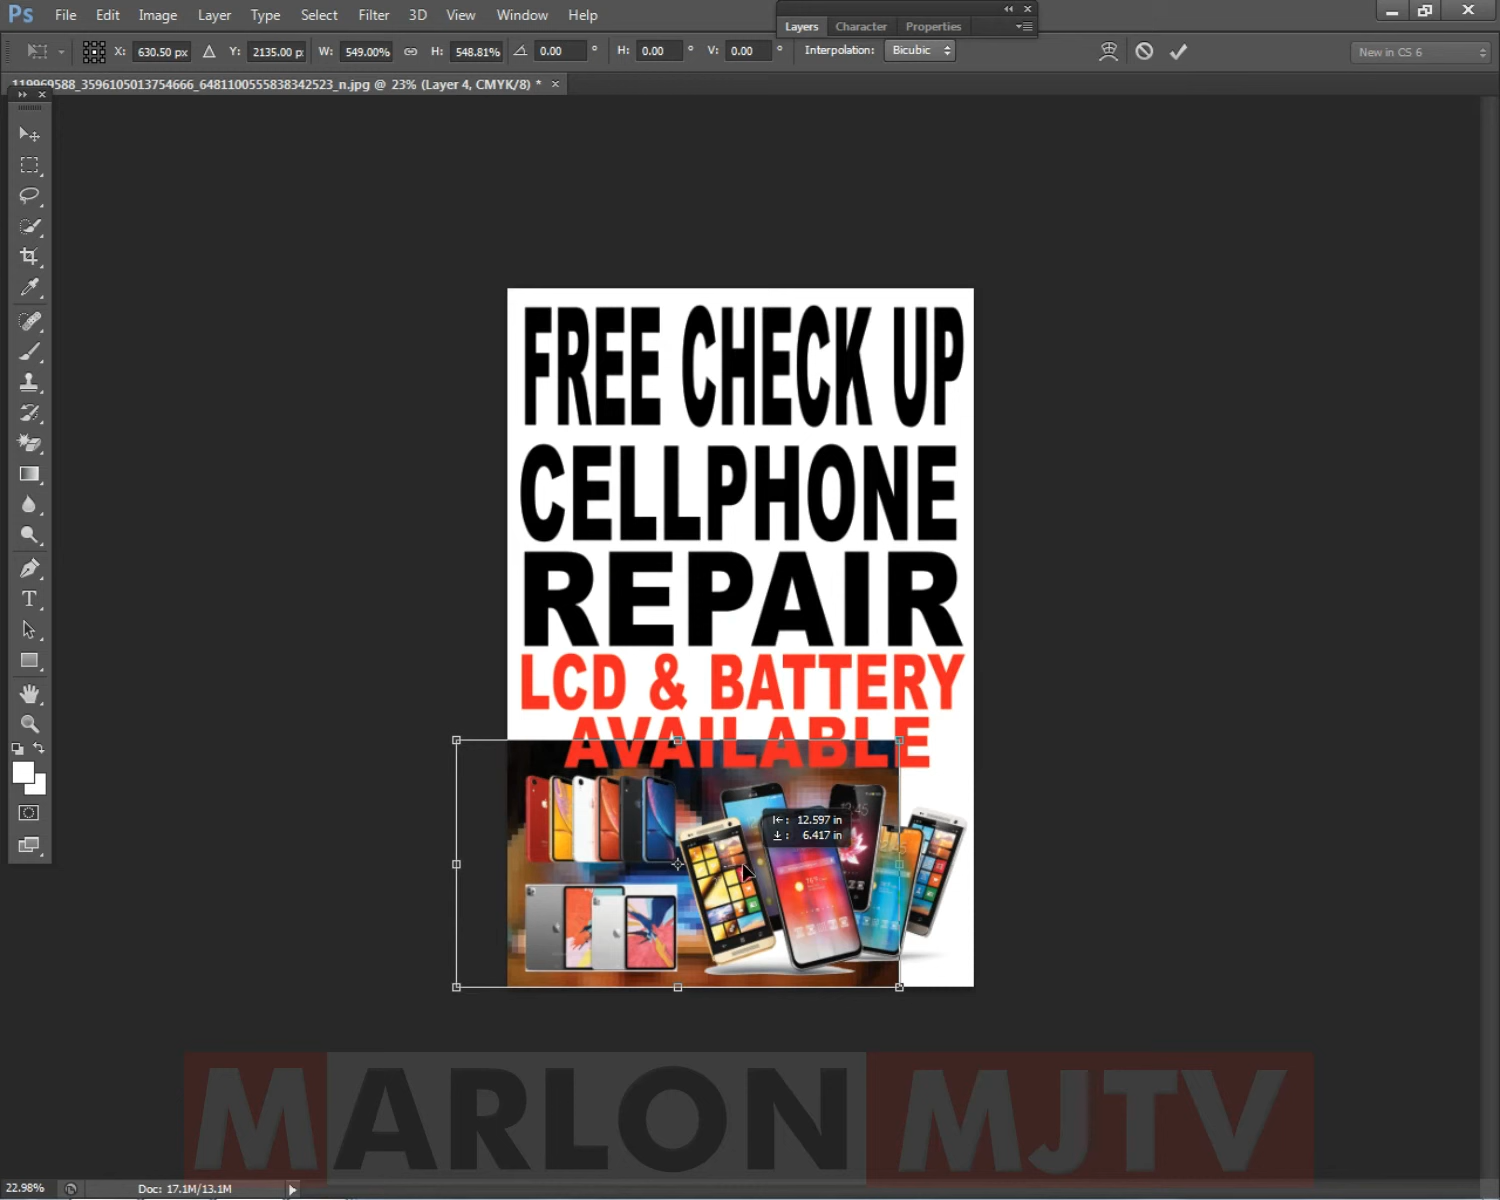 Ps File Edit Image Layer Type Select Filter 3D View Window Help
Layers Character Properties
X: 630.50 px Y: 2135.00 p: W: 549.00% H: 548.81% 0.00 ° H: 0.00 ° V: 0.00 ° Interpolation: Bicubic New in CS 6
119969588_3596105013754666_6481100555838342523_n.jpg @ 23% (Layer 4, CMYK/8) * ×
FREE CHECK UP
CELLPHONE
REPAIR
LCD & BATTERY
AVAILABLE
12.597 in
6.417 in
T
MARLON MJTV
22.98% Doc: 17.1M/13.1M